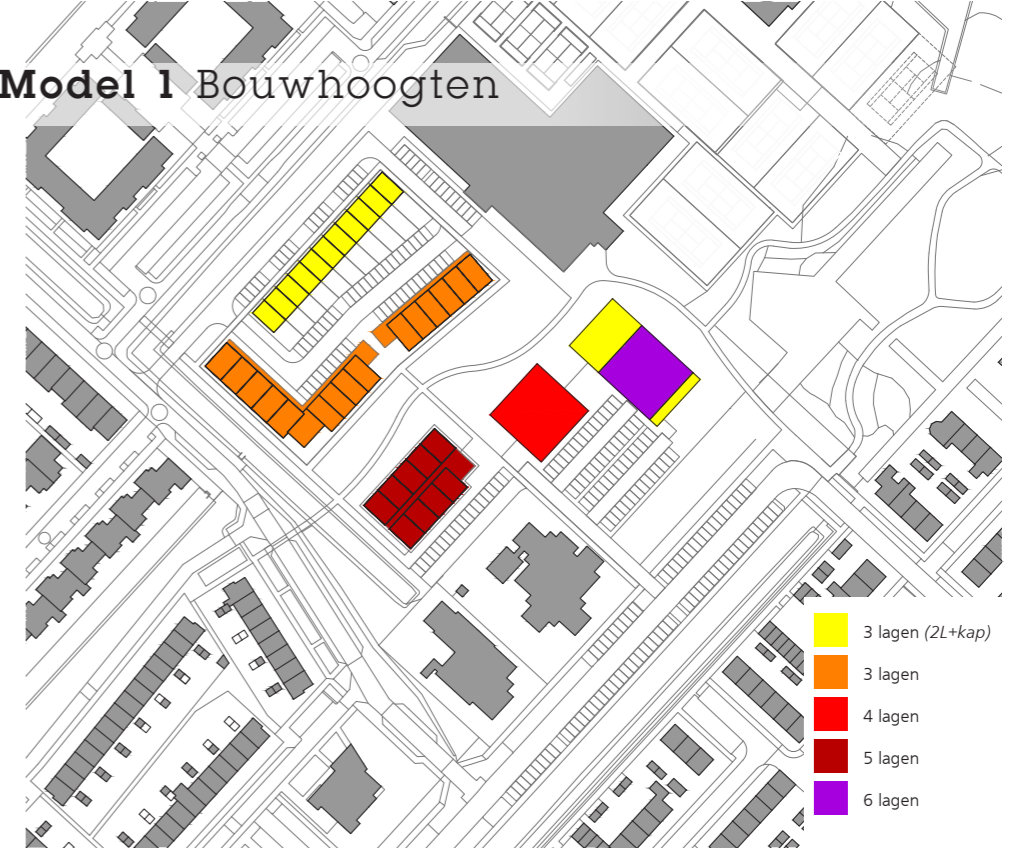 Model 1 Bouwhoogten
3 lagen (2L+kap)
3 lagen
4 lagen
5 lagen
6 lagen